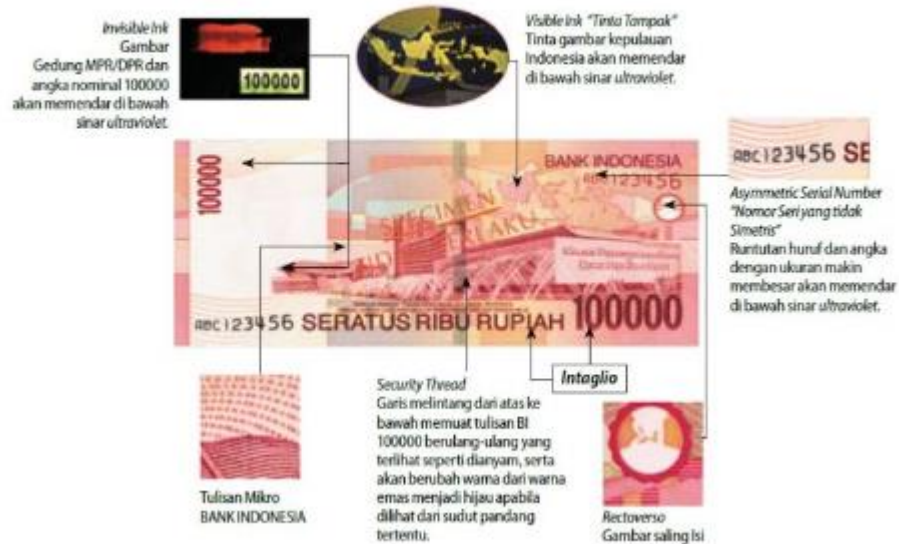 Invisible Ink
Gambar
Gedung MPR/DPR dan
angka nominal 100000
akan memendar di bawah
sinar ultraviolet.
100000
Visible Ink "Tinta Tampak"
Tinta gambar kepulauan
Indonesia akan memendar
di bawah sinar ultraviolet.
100000
BANK INDONESIA
ABC123456
SPECIMEN
ABC123456 SERATUS RIBU RUPIAH 100000
ABC123456 SE
Asymmetric Serial Number
"Nomor Seri yang tidak
Simetris"
Runtutan huruf dan angka
dengan ukuran makin
membesar akan memendar
di bawah sinar ultraviolet.
Intaglio
Tulisan Mikro
BANK INDONESIA
Security Thread
Garis melintang dari atas ke
bawah memuat tulisan BI
100000 berulang-ulang yang
terlihat seperti dianyam, serta
akan berubah warna dari warna
emas menjadi hijau apabila
dilihat dari sudut pandang
tertentu.
Rectoverso
Gambar saling Isi